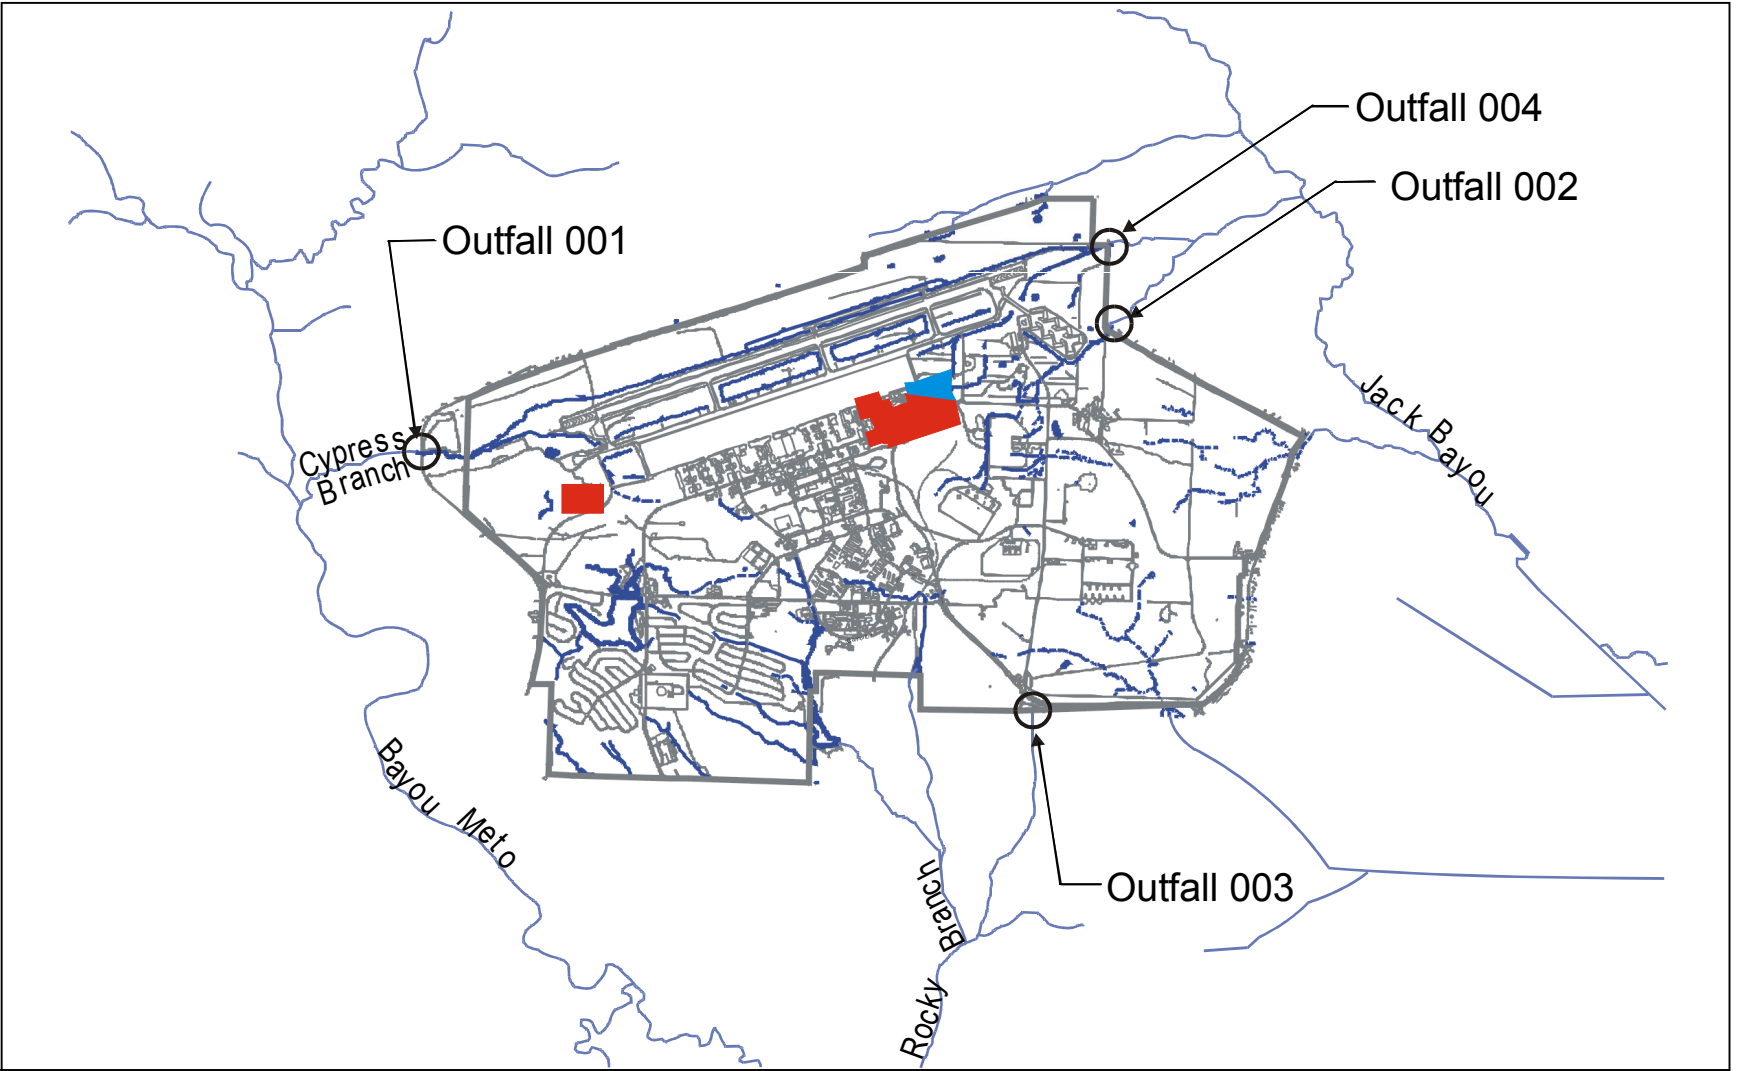 Outfall 004
Outfall 002
Outfall 001
Cypress
Branch
Jack Bayou
Bayou Meto
Outfall 003
Rocky Branch